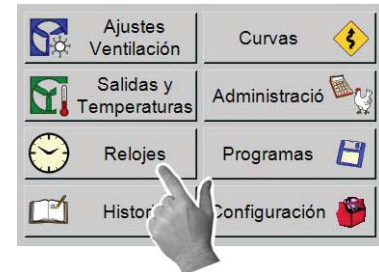 Ajustes
Ventilación
Curvas
Salidas y
Temperaturas
Administració
Relojes
Programas
Histori
Configuración